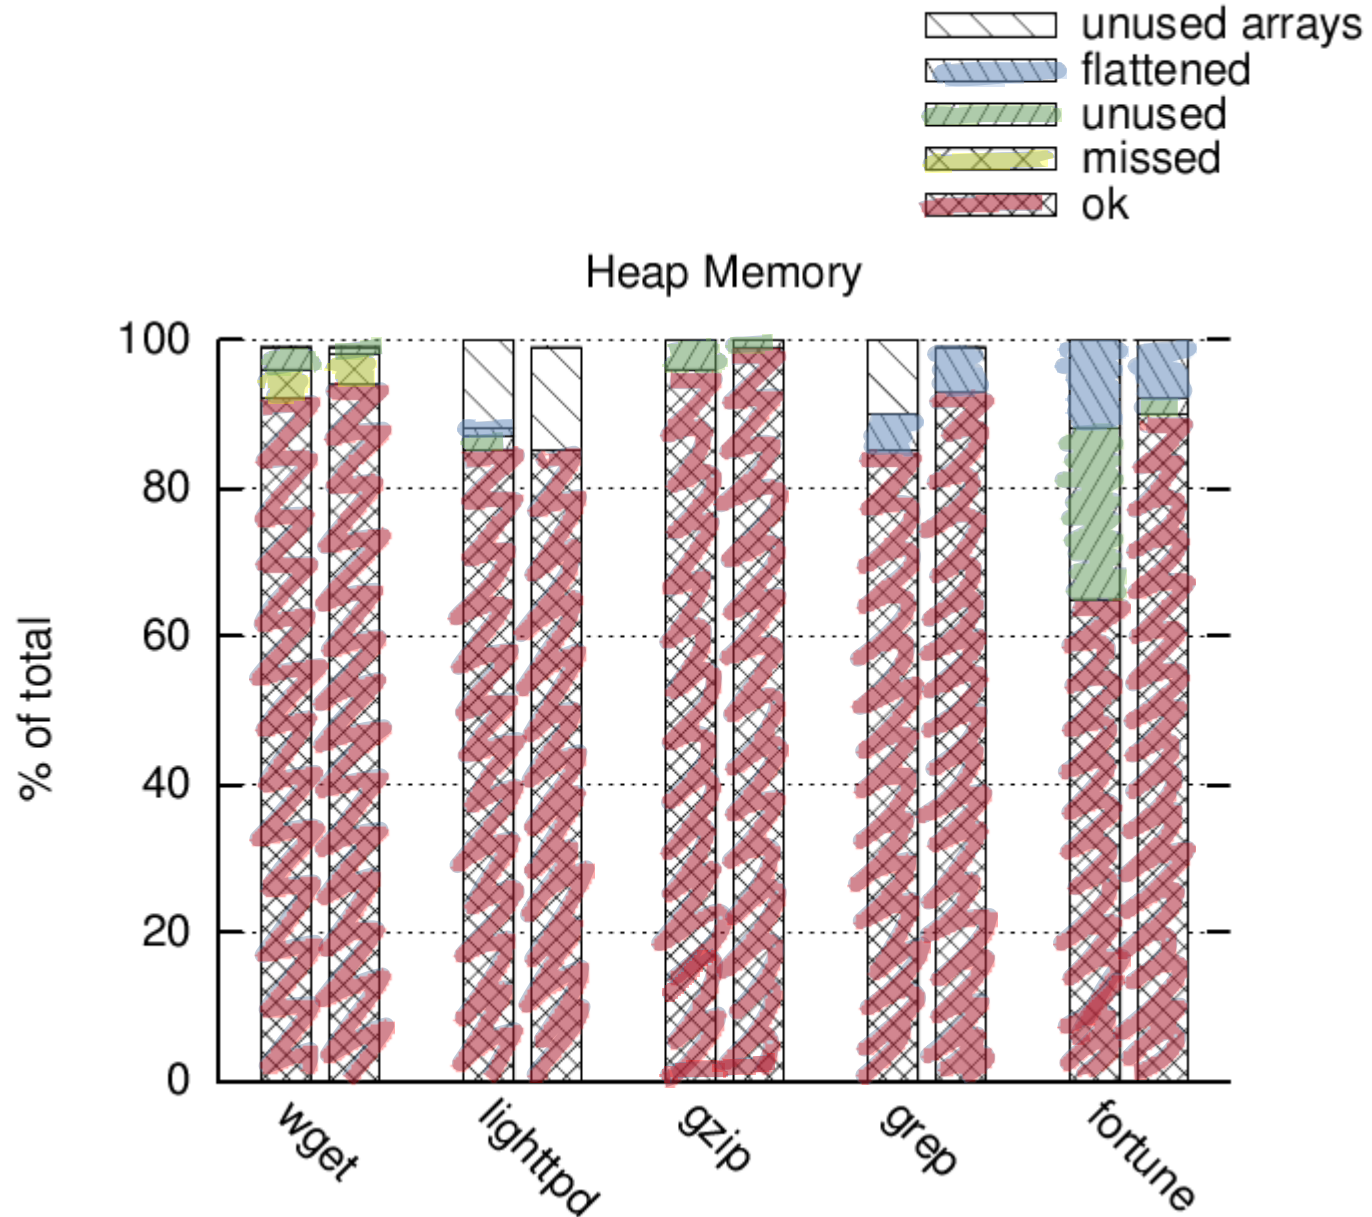 unused arrays
flattened
unused
missed
ok
Heap Memory
100
80
60
40
20
0
% of total
wget
lighttpd
gzip
grep
fortune